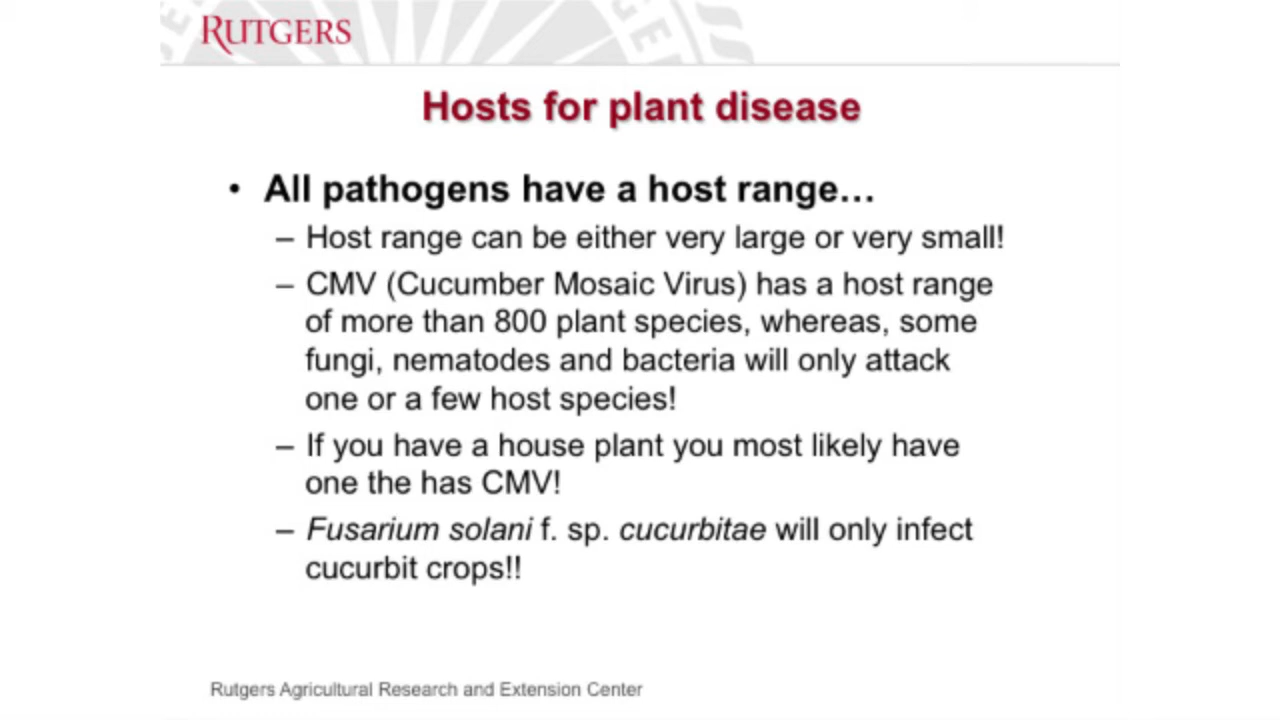 RUTGERS
Hosts for plant disease
• All pathogens have a host range…
– Host range can be either very large or very small!
– CMV (Cucumber Mosaic Virus) has a host range
of more than 800 plant species, whereas, some
fungi, nematodes and bacteria will only attack
one or a few host species!
– If you have a house plant you most likely have
one the has CMV!
– Fusarium solani f. sp. cucurbitae will only infect
cucurbit crops!!
Rutgers Agricultural Research and Extension Center